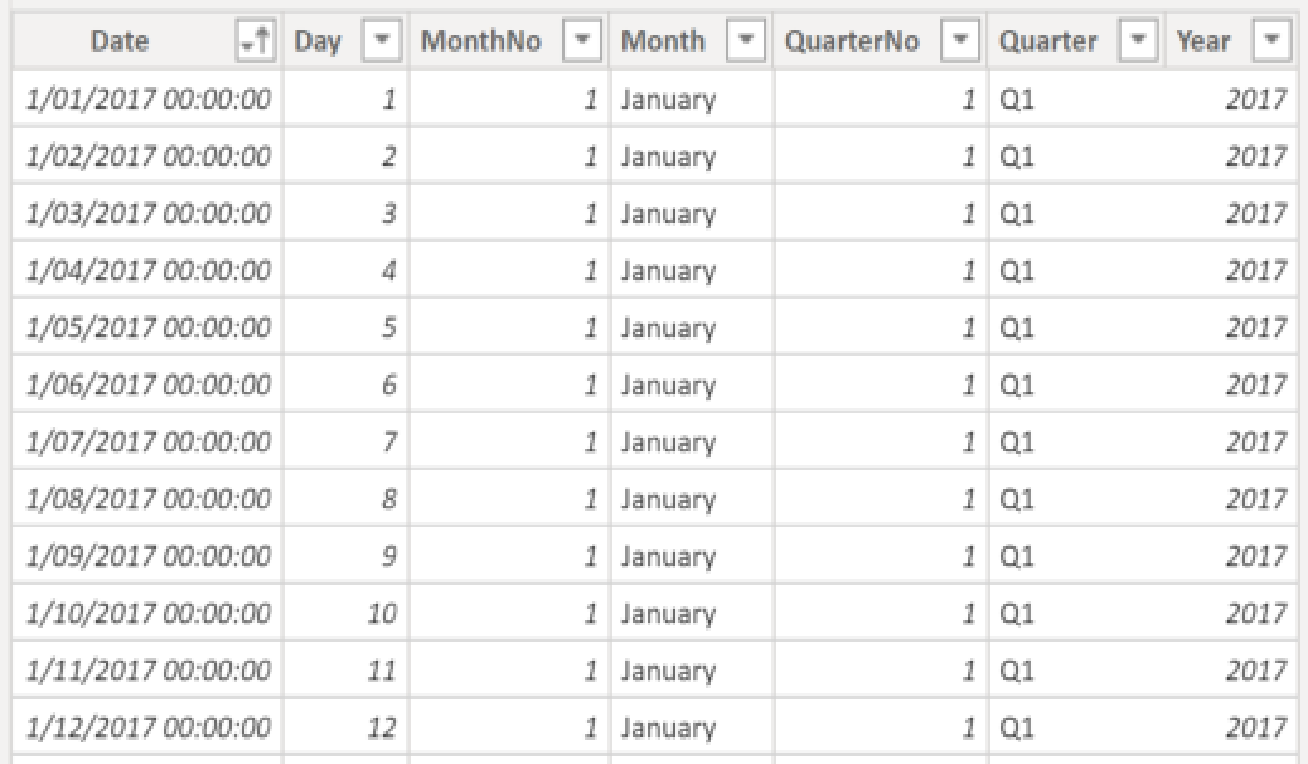 Date Day MonthNo Month QuarterNo Quarter Year
1/01/2017 00:00:00 1 1 January 1 Q1 2017
1/02/2017 00:00:00 2 1 January 1 Q1 2017
1/03/2017 00:00:00 3 1 January 1 Q1 2017
1/04/2017 00:00:00 4 1 January 1 Q1 2017
1/05/2017 00:00:00 5 1 January 1 Q1 2017
1/06/2017 00:00:00 6 1 January 1 Q1 2017
1/07/2017 00:00:00 7 1 January 1 Q1 2017
1/08/2017 00:00:00 8 1 January 1 Q1 2017
1/09/2017 00:00:00 9 1 January 1 Q1 2017
1/10/2017 00:00:00 10 1 January 1 Q1 2017
1/11/2017 00:00:00 11 1 January 1 Q1 2017
1/12/2017 00:00:00 12 1 January 1 Q1 2017